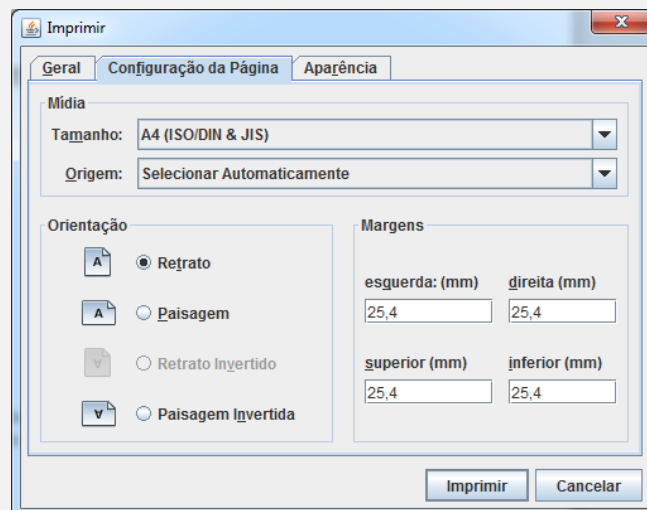 Imprimir
Geral Configuração da Página Aparência
Mídia
Tamanho: A4 (ISO/DIN & JIS)
Origem: Selecionar Automaticamente
Orientação
A Retrato
A Paisagem
A Retrato Invertido
A Paisagem Invertida
Margens
esquerda: (mm) direita (mm)
25,4 25,4
superior (mm) inferior (mm)
25,4 25,4
Imprimir Cancelar